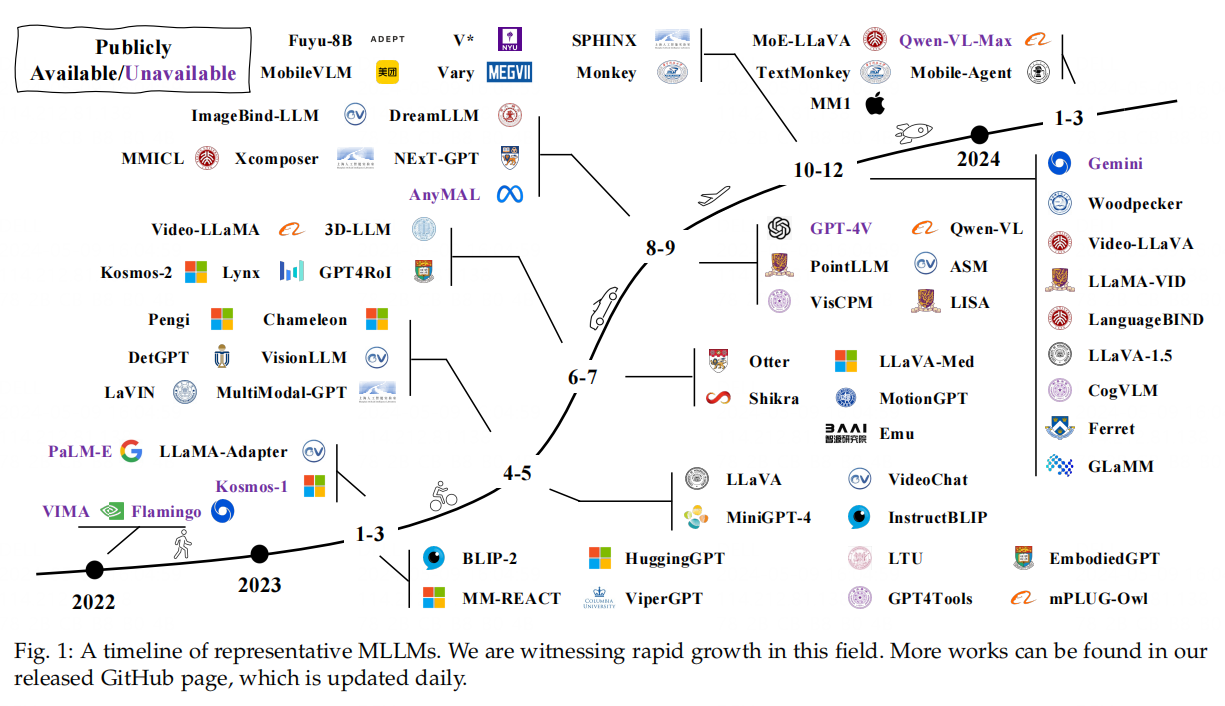 Publicly
Available/Unavailable
Fuyu-8B ADEPT V* NYU SPHINX
MobileVLM 美团 Vary MEGVII Monkey
MoE-LLaVA Qwen-VL-Max
TextMonkey Mobile-Agent
MM1
ImageBind-LLM DreamLLM
MMICL Xcomposer NExT-GPT
AnyMAL
Video-LLaMA 3D-LLM
Kosmos-2 Lynx GPT4RoI
Pengi Chameleon
DetGPT VisionLLM
LaVIN MultiModal-GPT
PaLM-E LLaMA-Adapter
Kosmos-1
VIMA Flamingo
2022
2023
1-3
4-5
6-7
8-9
10-12
2024
1-3
Gemini
Woodpecker
Video-LLaVA
LLaMA-VID
LanguageBIND
LLaVA-1.5
CogVLM
Ferret
GLaMM
GPT-4V Qwen-VL
PointLLM ASM
VisCPM LISA
Otter LLaVA-Med
Shikra MotionGPT
BAAI
智源研究院
Emu
LLaVA VideoChat
MiniGPT-4 InstructBLIP
BLIP-2 HuggingGPT LTU EmbodiedGPT
MM-REACT COLUMBIA UNIVERSITY ViperGPT GPT4Tools mPLUG-Owl
Fig. 1: A timeline of representative MLLMs. We are witnessing rapid growth in this field. More works can be found in our
released GitHub page, which is updated daily.